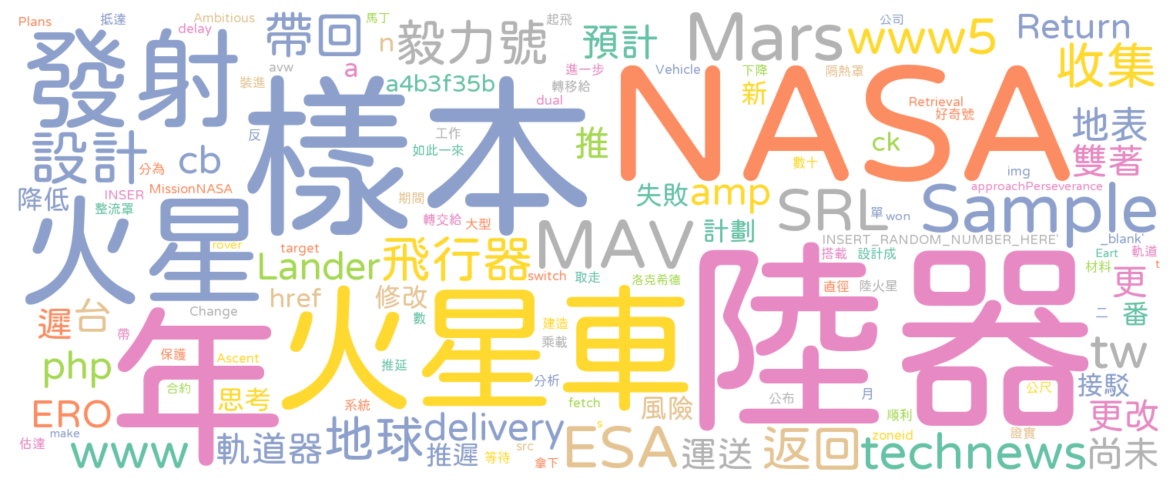 Plans
抵達
Ambitious
馬丁
起飛
公司
delay
帶回
n
毅力號
預計
Mars
www5
Return
發射
avw
a
裝進
a4b3f35b
進一步
轉移給
Vehicle
下降
隔熱罩
收集
新
dual
NASA
Retrieval
好奇號
樣本
反
工作
如此一來
推
ck
地表
雙著
設計
分為
cb
數十
img
approachPerseverance
降低
INSER
整流罩
MissionNASA
期間
失敗
amp
SRL
單
won
Sample
轉交給
大型
MAV
計劃
INSERT_RANDOM_NUMBER_HERE'
_blank'
火星
rover
target
Lander
飛行器
搭載
設計成
Eart
軌道
switch
取走
洛克希德
材料
t
href
修改
直徑
陸火星
更
遲
台
Change
數
火星車
建造
乘載
陸器
二
番
帶
年
php
保護
Ascent
推延
分析
tw
合約
思考
公布
月
公尺
接駁
ERO
系統
fetch
風險
順利
更改
估達
make
www
軌道器
地球
delivery
推遲
等待
s
src
拿下
ESA
運送
返回
zoneid
證實
technews
尚未